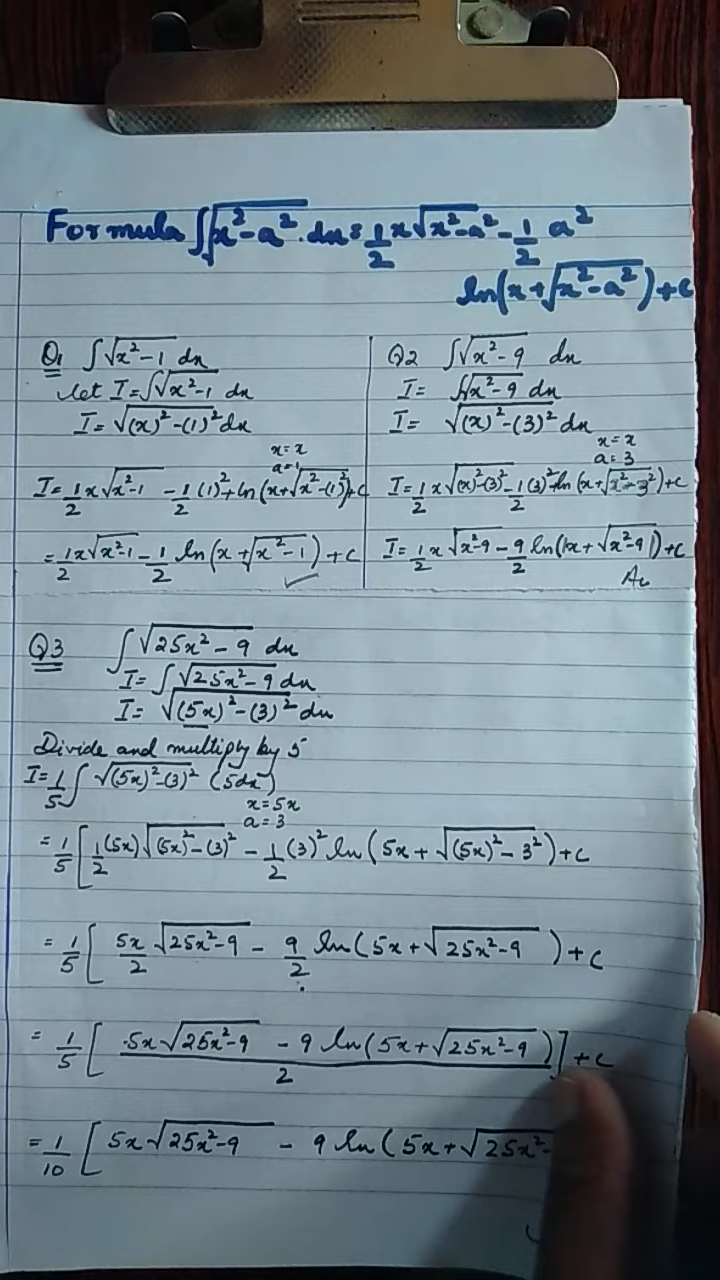 Formula ∫√x²-a² . dx = 1/2 x√x²-a² - 1/2 a²
ln(x+√x²-a²)+c
Q1 ∫√x²-1 dx
let I=∫√x²-1 dx
I=√(x)²-(1)² dx
x=x
a=1
I=1/2 x√x²-1 - 1/2 (1)²+ln(x+√x²-(1)²)+c
=1/2 x√x²-1 - 1/2 ln(x+√x²-1)+c
Q2 ∫√x²-9 dx
I= ∫√x²-9 dx
I= √(x)²-(3)² dx
x=x
a=3
I=1/2 x√(x)²-(3)² - 1/2 (3)²+ln(x+√x²-3²)+c
I=1/2 x√x²-9 - 9/2 ln(|x+√x²-9|)+c
Q3 ∫√25x²-9 dx
I=∫√25x²-9 dx
I= √(5x)²-(3)² dx
Divide and multiply by 5
I=1/5 ∫√(5x)²-(3)² (5dx)
x=5x
a=3
=1/5 [1/2 (5x)√(5x)²-(3)² - 1/2 (3)² ln(5x+√(5x)²-3²)+c
=1/5 [5x/2 √25x²-9 - 9/2 ln(5x+√25x²-9)+c
=1/5 [5x√25x²-9 - 9 ln(5x+√25x²-9)/2]+c
=1/10 [5x√25x²-9 - 9 ln(5x+√25x²-